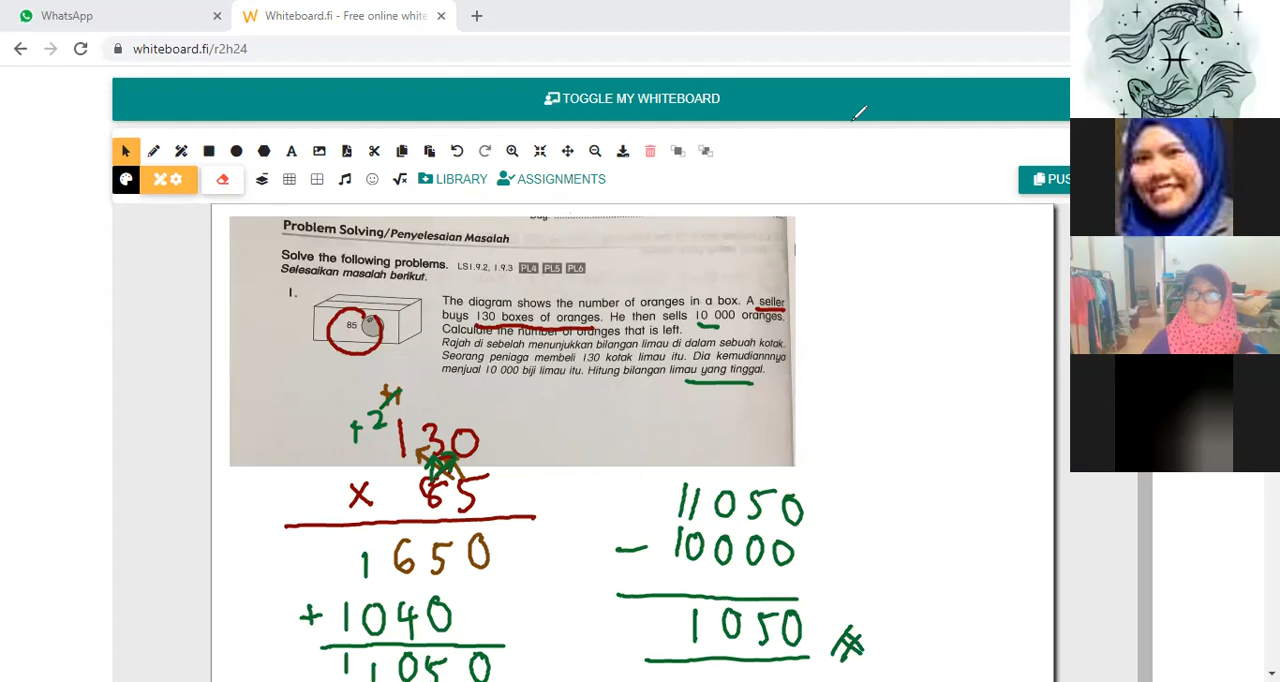 WhatsApp
Whiteboard.fi - Free online white
whiteboard.fi/r2h24
TOGGLE MY WHITEBOARD
LIBRARY
ASSIGNMENTS
PUS
Problem Solving/Penyelesaian Masalah
Solve the following problems. LS1.9.2, 1.9.3 PL4 PL5 PL6
Selesaikan masalah berikut.
1.
85
The diagram shows the number of oranges in a box. A seller
buys 130 boxes of oranges. He then sells 10 000 oranges.
Calculate the number of oranges that is left.
Rajah di sebelah menunjukkan bilangan limau di dalam sebuah kotak.
Seorang peniaga membeli 130 kotak limau itu. Dia kemudiannnya
menjual 10 000 biji limau itu. Hitung bilangan limau yang tinggal.
+2
130
x 85
1 650
+ 1040
11050
11050
- 10000
1050